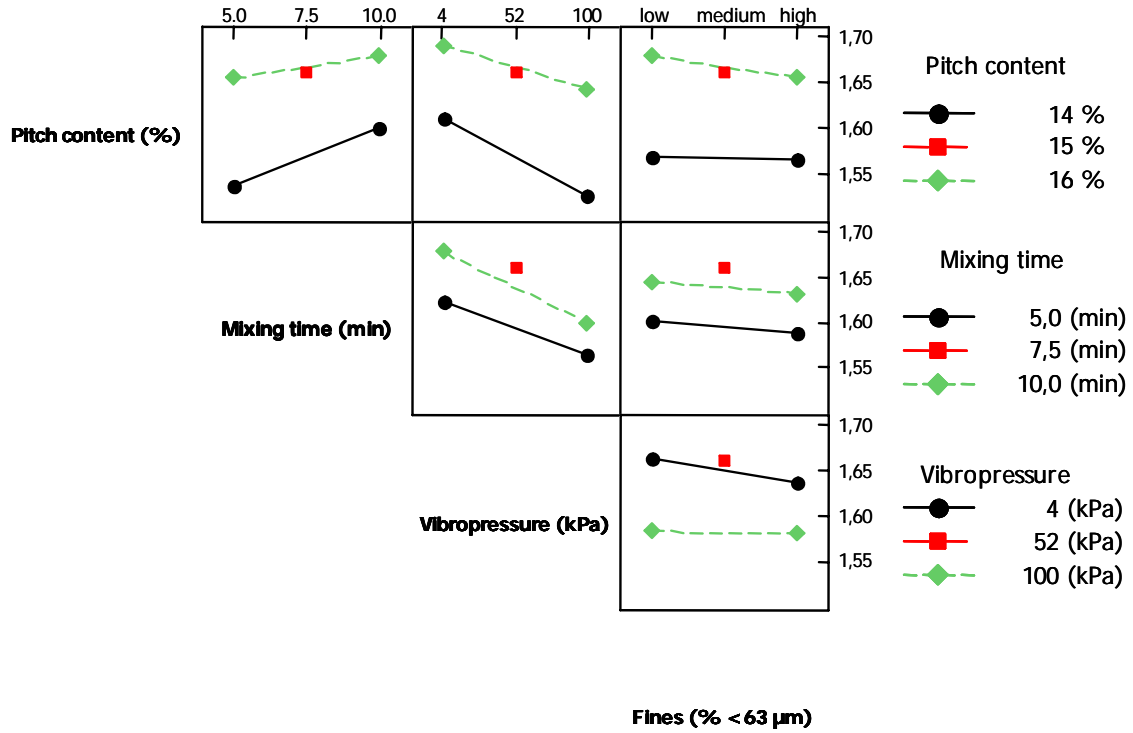 5.0 7.5 10.0 4 52 100 low medium high
1,70
1,65
1,60
1,55
Pitch content (%)
Pitch content
14 %
15 %
16 %
1,70
1,65
1,60
1,55
Mixing time (min)
Mixing time
5,0 (min)
7,5 (min)
10,0 (min)
1,70
1,65
1,60
1,55
Vibropressure (kPa)
Vibropressure
4 (kPa)
52 (kPa)
100 (kPa)
Fines (% <63 µm)